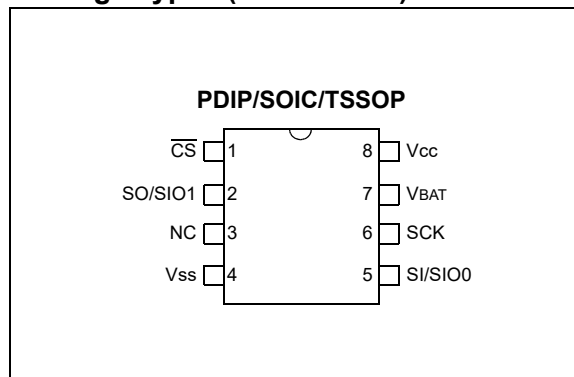 PDIP/SOIC/TSSOP
CS 1 8 Vcc
SO/SIO1 2 7 VBAT
NC 3 6 SCK
Vss 4 5 SI/SIO0